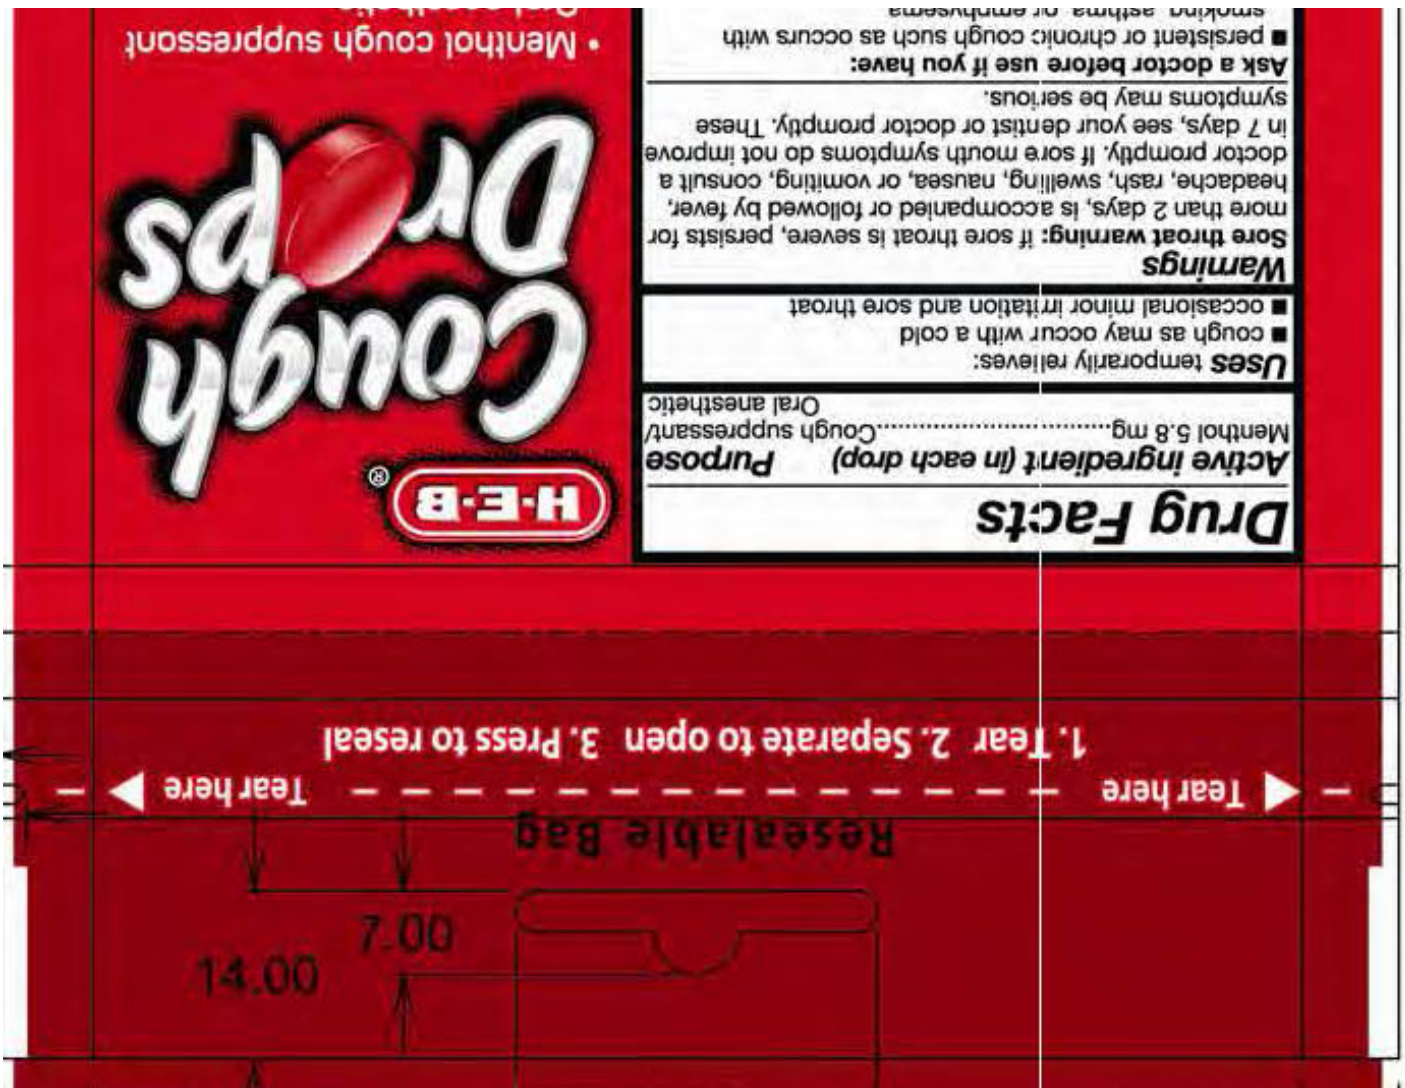 14.00
7.00
Resealable Bag
Tear here
Tear here
1. Tear 2. Separate to open 3. Press to reseal
Drug Facts
Active ingredient (in each drop) Purpose
Menthol 5.8 mg................................Cough suppressant/
Oral anesthetic
Uses temporarily relieves:
■ cough as may occur with a cold
■ occasional minor irritation and sore throat
Warnings
Sore throat warning: if sore throat is severe, persists for
more than 2 days, is accompanied or followed by fever,
headache, rash, swelling, nausea, or vomiting, consult a
doctor promptly. If sore mouth symptoms do not improve
in 7 days, see your dentist or doctor promptly. These
symptoms may be serious.
Ask a doctor before use if you have:
■ persistent or chronic cough such as occurs with
smoking, asthma, or emphysema
H-E-B®
Cough
Drops
• Menthol cough suppressant
Oral anesthetic